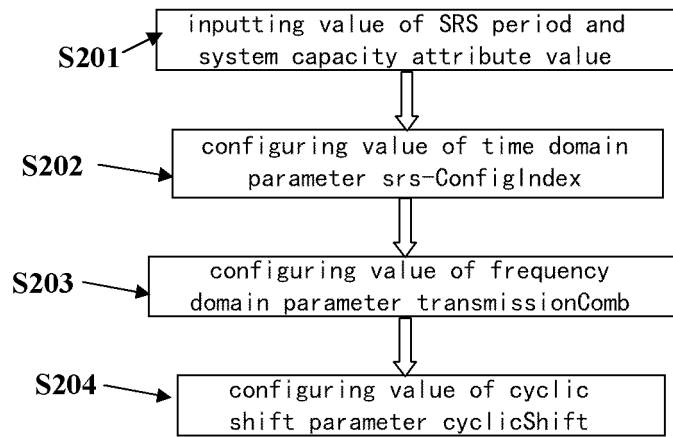 S201
inputting value of SRS period and
system capacity attribute value
S202
configuring value of time domain
parameter srs-ConfigIndex
S203
configuring value of frequency
domain parameter transmissionComb
S204
configuring value of cyclic
shift parameter cyclicShift